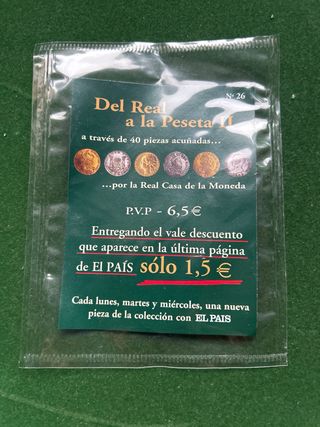 Nº 26
Del Real
a la Peseta II
a través de 40 piezas acuñadas...
...por la Real Casa de la Moneda
P.V.P - 6,5€
Entregando el vale descuento
que aparece en la última página
de El PAÍS sólo 1,5€
Cada lunes, martes y miércoles, una nueva
pieza de la colección con EL PAIS